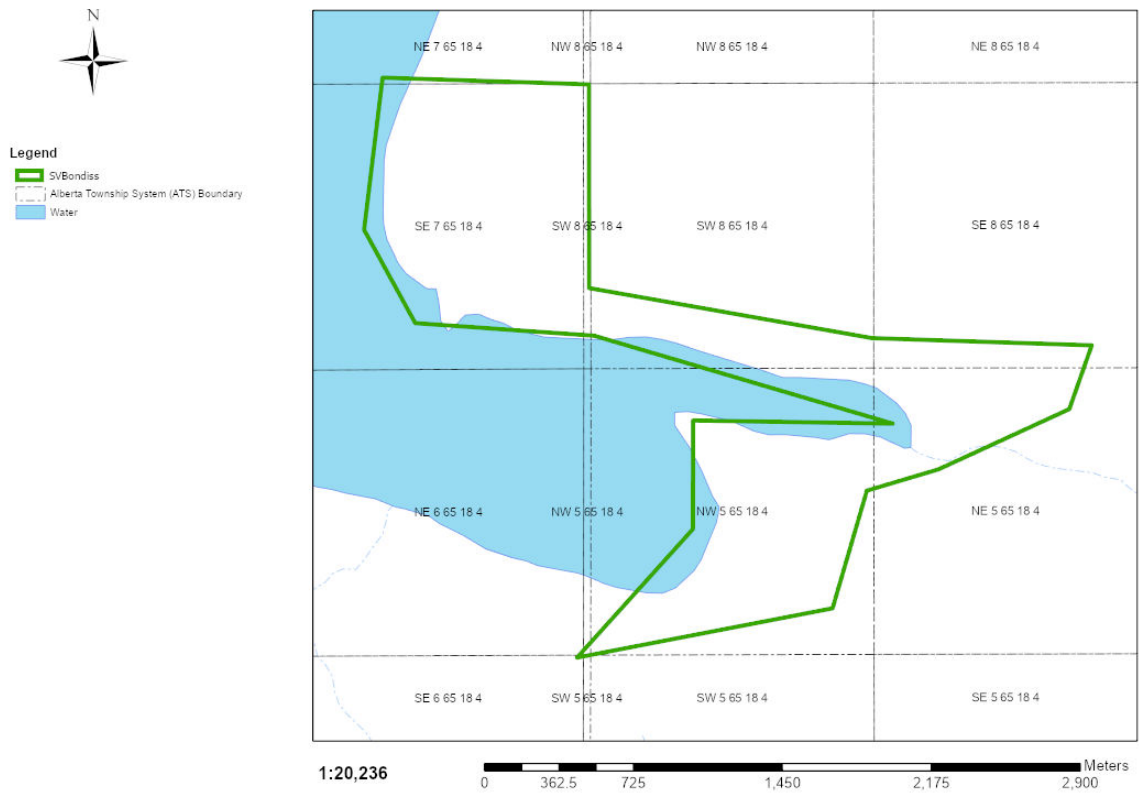 N
NE 7 65 18 4 NW 8 65 18 4 NW 8 65 18 4 NE 8 65 18 4
Legend
SVBondiss
Alberta Township System (ATS) Boundary
Water
SE 7 65 18 4 SW 8 65 18 4 SW 8 65 18 4 SE 8 65 18 4
NE 6 65 18 4 NW 5 65 18 4 NW 5 65 18 4 NE 5 65 18 4
SE 6 65 18 4 SW 5 65 18 4 SW 5 65 18 4 SE 5 65 18 4
1:20,236
Meters
0 362.5 725 1,450 2,175 2,900